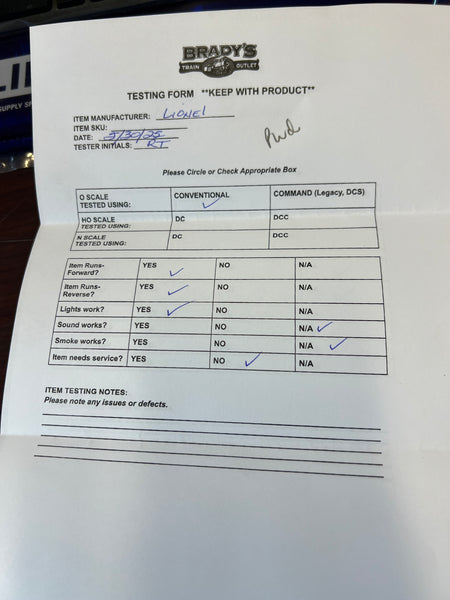 BRADY'S
TRAIN OUTLET
TESTING FORM **KEEP WITH PRODUCT**
ITEM MANUFACTURER: LIONEL
ITEM SKU:
DATE: 5/30/25
TESTER INITIALS: RT
Please Circle or Check Appropriate Box
O SCALE TESTED USING: CONVENTIONAL ✓ COMMAND (Legacy, DCS)
HO SCALE TESTED USING: DC DCC
N SCALE TESTED USING: DC DCC
Item Runs- Forward? YES ✓ NO N/A
Item Runs- Reverse? YES ✓ NO N/A
Lights work? YES ✓ NO N/A
Sound works? YES NO N/A ✓
Smoke works? YES NO N/A ✓
Item needs service? YES NO ✓ N/A
ITEM TESTING NOTES:
Please note any issues or defects.